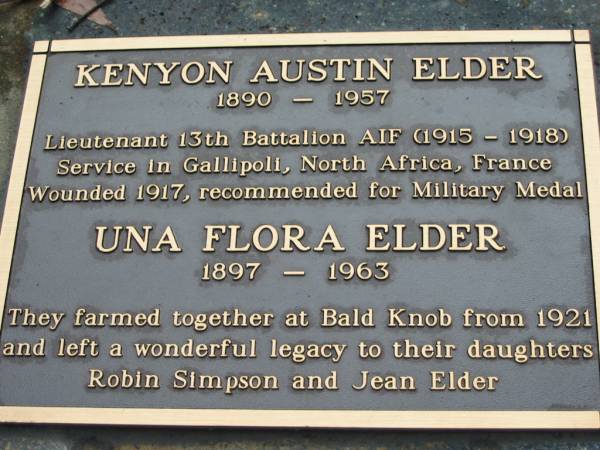 KENYON AUSTIN ELDER
1890 — 1957
Lieutenant 13th Battalion AIF (1915 – 1918)
Service in Gallipoli, North Africa, France
Wounded 1917, recommended for Military Medal
UNA FLORA ELDER
1897 — 1963
They farmed together at Bald Knob from 1921
and left a wonderful legacy to their daughters
Robin Simpson and Jean Elder